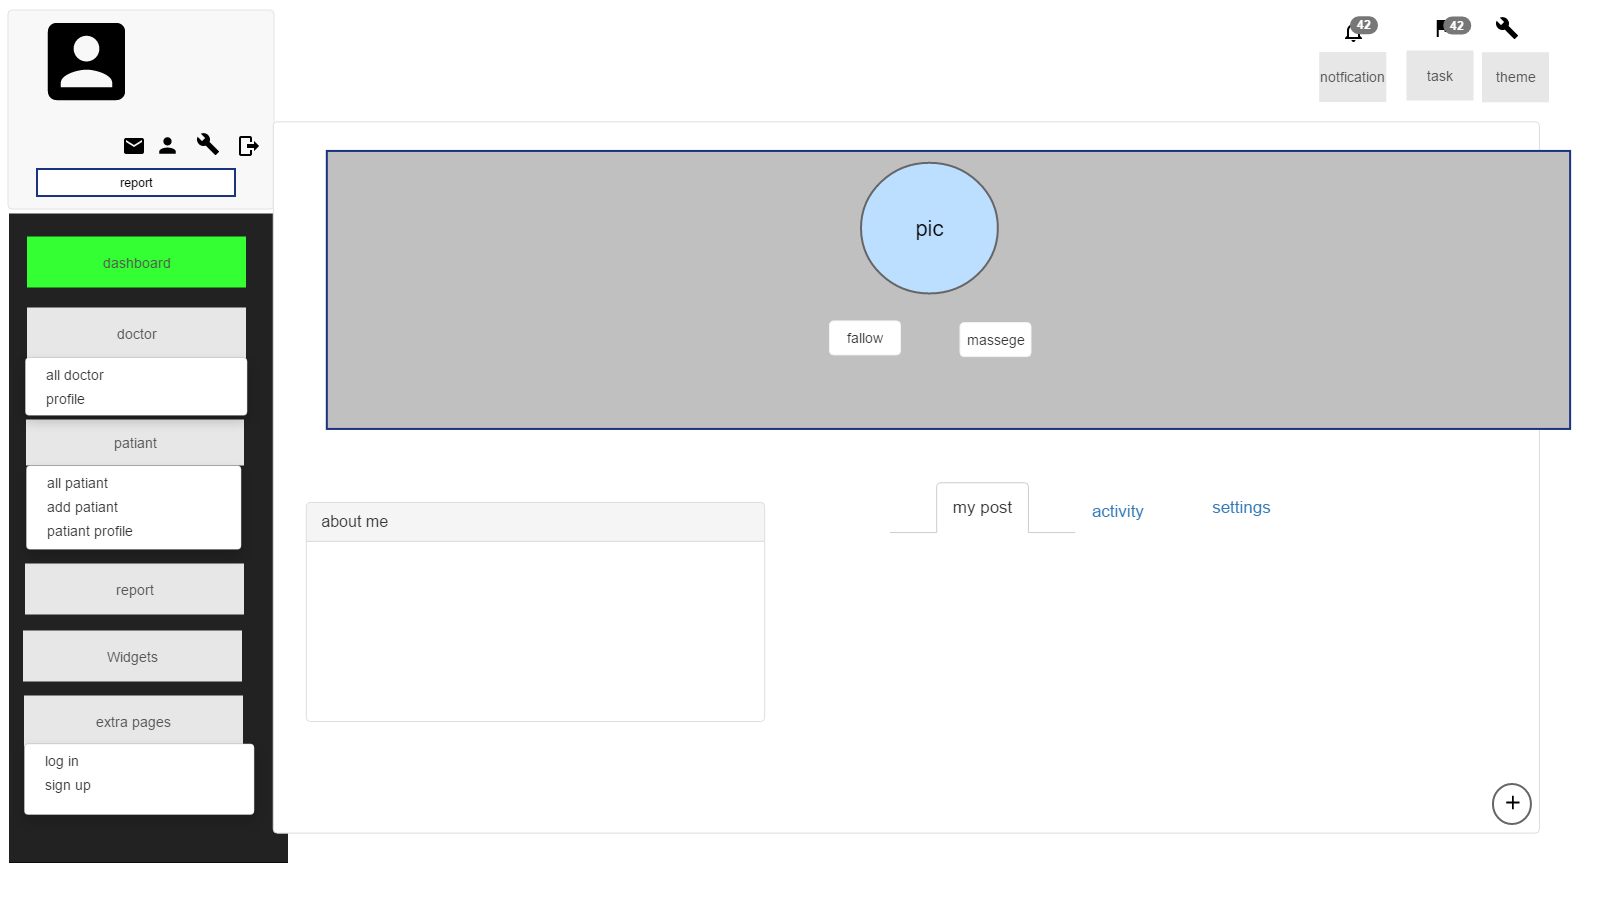 42
42
notfication
task
theme
report
dashboard
doctor
all doctor
profile
patiant
all patiant
add patiant
patiant profile
report
Widgets
extra pages
log in
sign up
pic
fallow
massege
about me
my post
activity
settings
+